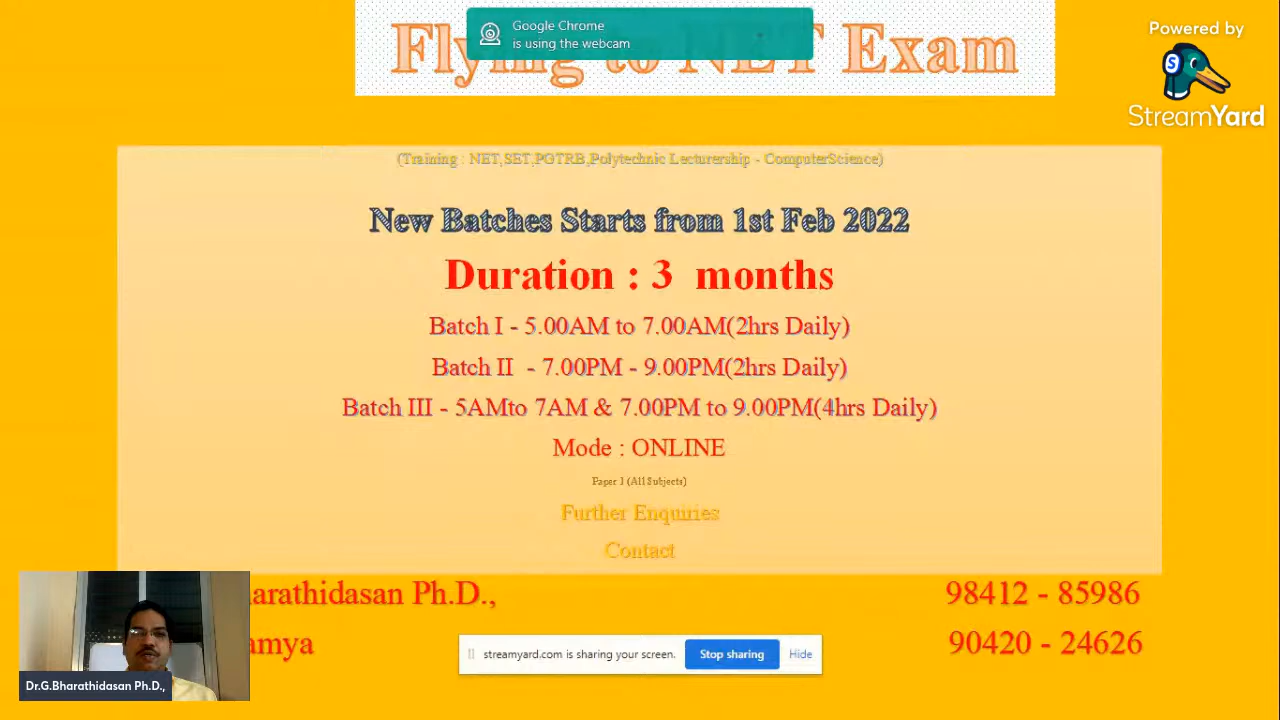 Google Chrome
is using the webcam
Flying to NET Exam
Powered by
S
StreamYard
(Training : NET,SET,PGTRB,Polytechnic Lecturership - ComputerScience)
New Batches Starts from 1st Feb 2022
Duration : 3 months
Batch I - 5.00AM to 7.00AM(2hrs Daily)
Batch II - 7.00PM - 9.00PM(2hrs Daily)
Batch III - 5AMto 7AM & 7.00PM to 9.00PM(4hrs Daily)
Mode : ONLINE
Paper 1 (All Subjects)
Further Enquiries
Contact
arathidasan Ph.D., 98412 - 85986
amya 90420 - 24626
streamyard.com is sharing your screen. Stop sharing Hide
Dr.G.Bharathidasan Ph.D.,